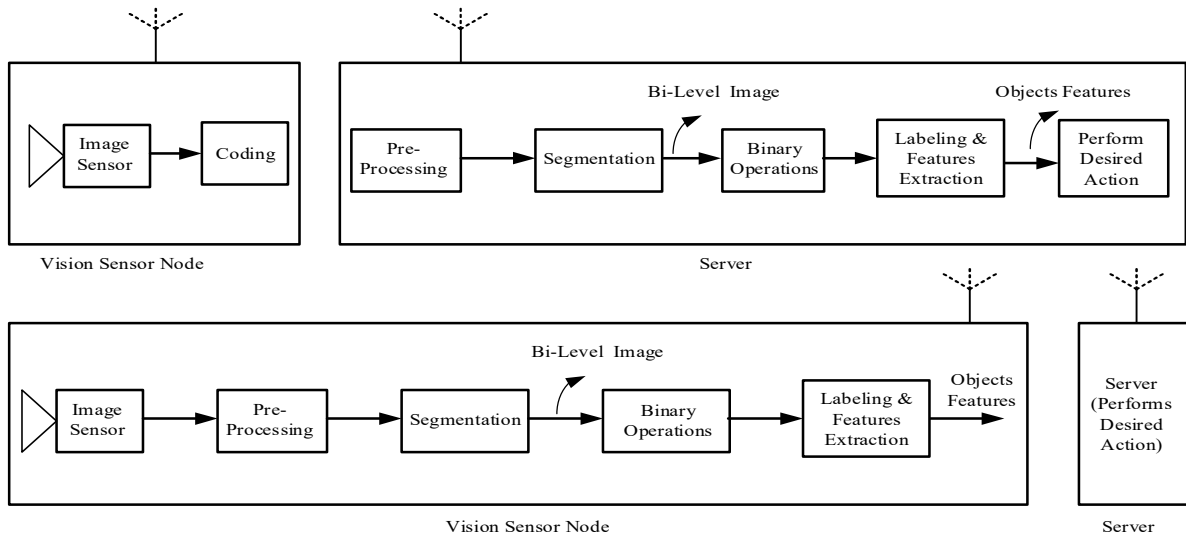 Image
Sensor
Coding
Vision Sensor Node
Pre-
Processing
Segmentation
Bi-Level Image
Binary
Operations
Labeling &
Features
Extraction
Objects Features
Perform
Desired
Action
Server
Image
Sensor
Pre-
Processing
Segmentation
Bi-Level Image
Binary
Operations
Labeling &
Features
Extraction
Objects
Features
Vision Sensor Node
Server
(Performs
Desired
Action)
Server